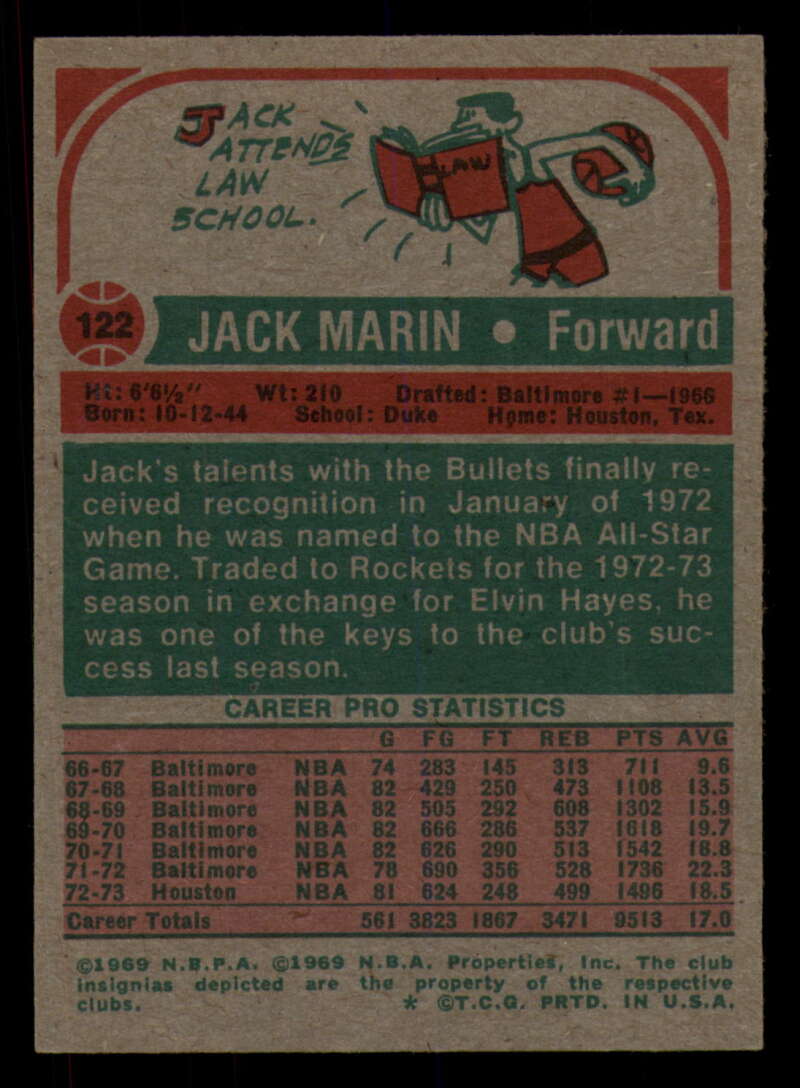 JACK
ATTENDS
LAW
SCHOOL.
LAW
122
JACK MARIN • Forward
Ht: 6'6½" Wt: 210 Drafted: Baltimore #1—1966
Born: 10-12-44 School: Duke Home: Houston, Tex.
Jack's talents with the Bullets finally re-
ceived recognition in January of 1972
when he was named to the NBA All-Star
Game. Traded to Rockets for the 1972-73
season in exchange for Elvin Hayes, he
was one of the keys to the club's suc-
cess last season.
CAREER PRO STATISTICS
G FG FT REB PTS AVG
66-67 Baltimore NBA 74 283 145 313 711 9.6
67-68 Baltimore NBA 82 429 250 473 1108 13.5
68-69 Baltimore NBA 82 505 292 608 1302 15.9
69-70 Baltimore NBA 82 666 286 537 1618 19.7
70-71 Baltimore NBA 82 626 290 513 1542 18.8
71-72 Baltimore NBA 78 690 356 528 1736 22.3
72-73 Houston NBA 81 624 248 499 1496 18.5
Career Totals 561 3823 1867 3471 9513 17.0
©1969 N.B.P.A. ©1969 N.B.A. Properties, Inc. The club
insignias depicted are the property of the respective
clubs. * ©T.C.G. PRTD. IN U.S.A.